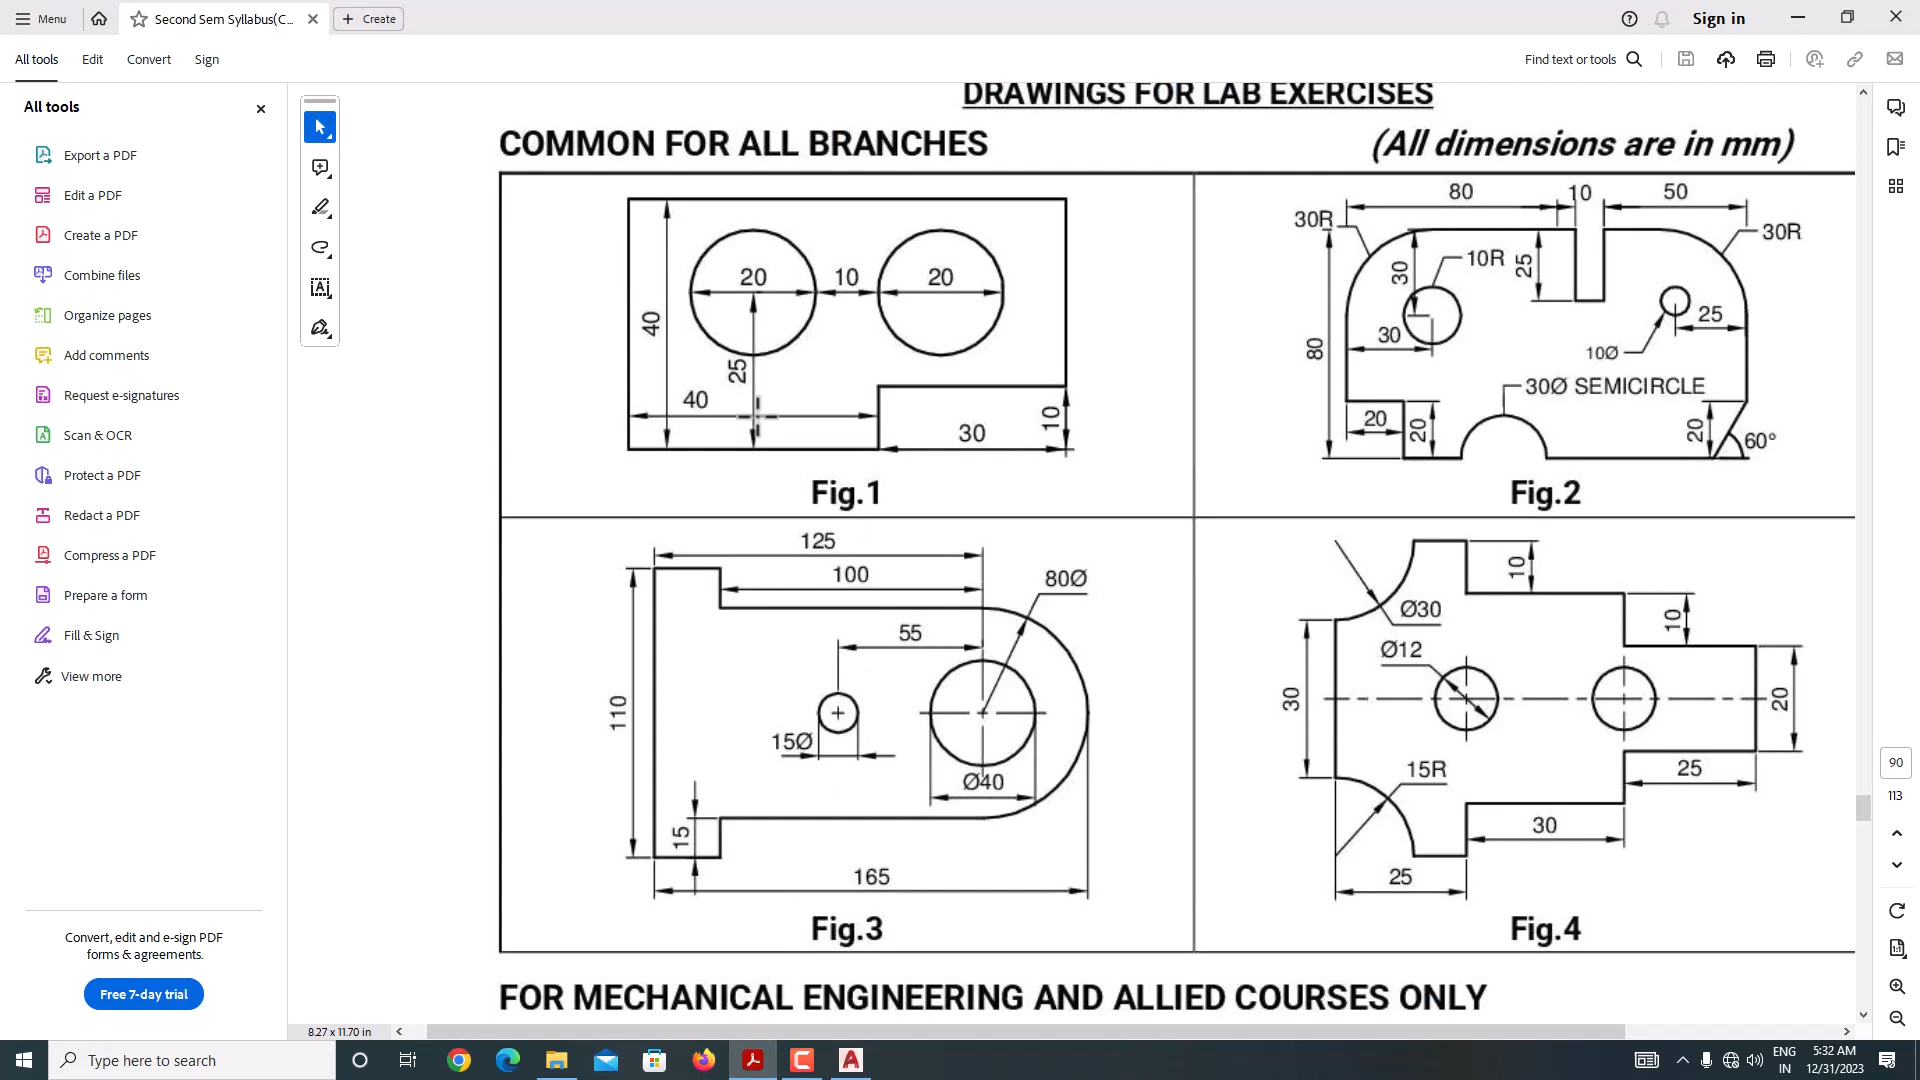 Menu
Second Sem Syllabus(C...
Create
Sign in
All tools
Edit
Convert
Sign
Find text or tools
All tools
Export a PDF
Edit a PDF
Create a PDF
Combine files
Organize pages
Add comments
Request e-signatures
Scan & OCR
Protect a PDF
Redact a PDF
Compress a PDF
Prepare a form
Fill & Sign
View more
Convert, edit and e-sign PDF
forms & agreements.
Free 7-day trial
DRAWINGS FOR LAB EXERCISES
COMMON FOR ALL BRANCHES
(All dimensions are in mm)
20
10
20
40
25
40
30
10
Fig.1
80
10
50
30R
30R
30
10R
25
25
30
10Ø
80
30Ø SEMICIRCLE
20
20
20
60°
Fig.2
125
100
80Ø
55
110
15Ø
Ø40
15
165
Fig.3
10
Ø30
10
Ø12
30
20
15R
25
30
25
Fig.4
FOR MECHANICAL ENGINEERING AND ALLIED COURSES ONLY
8.27 x 11.70 in
90
113
1:1
Type here to search
ENG
IN
5:32 AM
12/31/2023